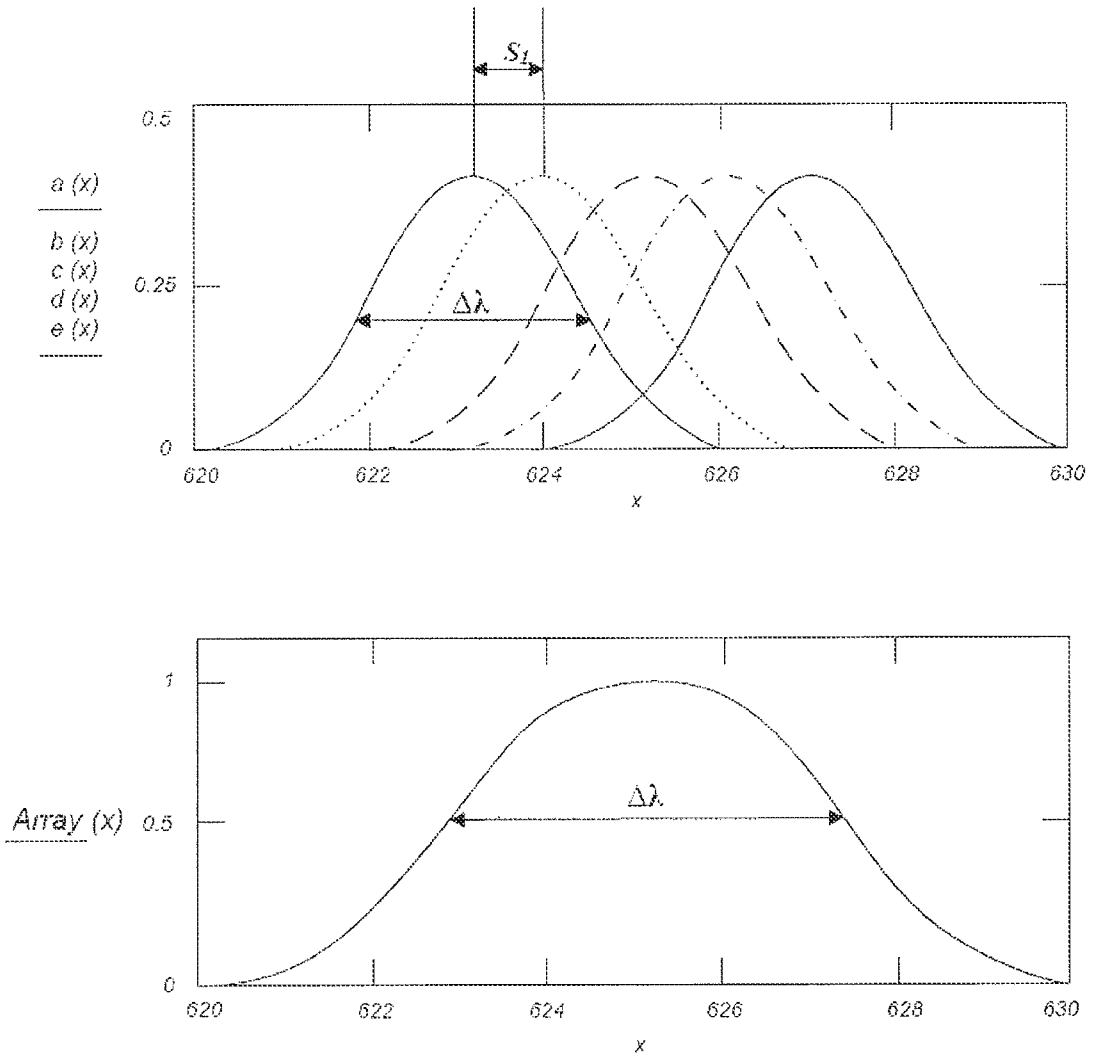 S1
0.5
a (x)
b (x)
c (x)
d (x)
e (x)
0.25
Δλ
0
620 622 624 626 628 630
x
1
Array (x) 0.5
Δλ
0
620 622 624 626 628 630
x